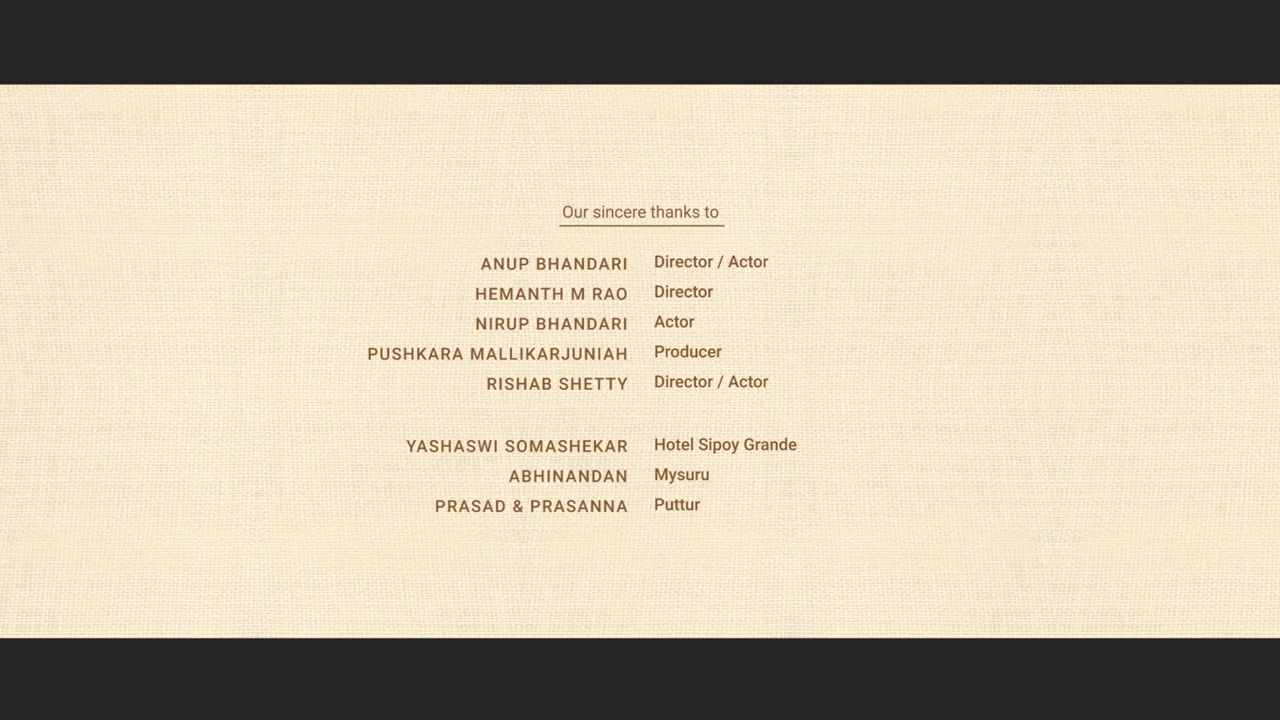 Our sincere thanks to
ANUP BHANDARI Director / Actor
HEMANTH M RAO Director
NIRUP BHANDARI Actor
PUSHKARA MALLIKARJUNIAH Producer
RISHAB SHETTY Director / Actor
YASHASWI SOMASHEKAR Hotel Sipoy Grande
ABHINANDAN Mysuru
PRASAD & PRASANNA Puttur